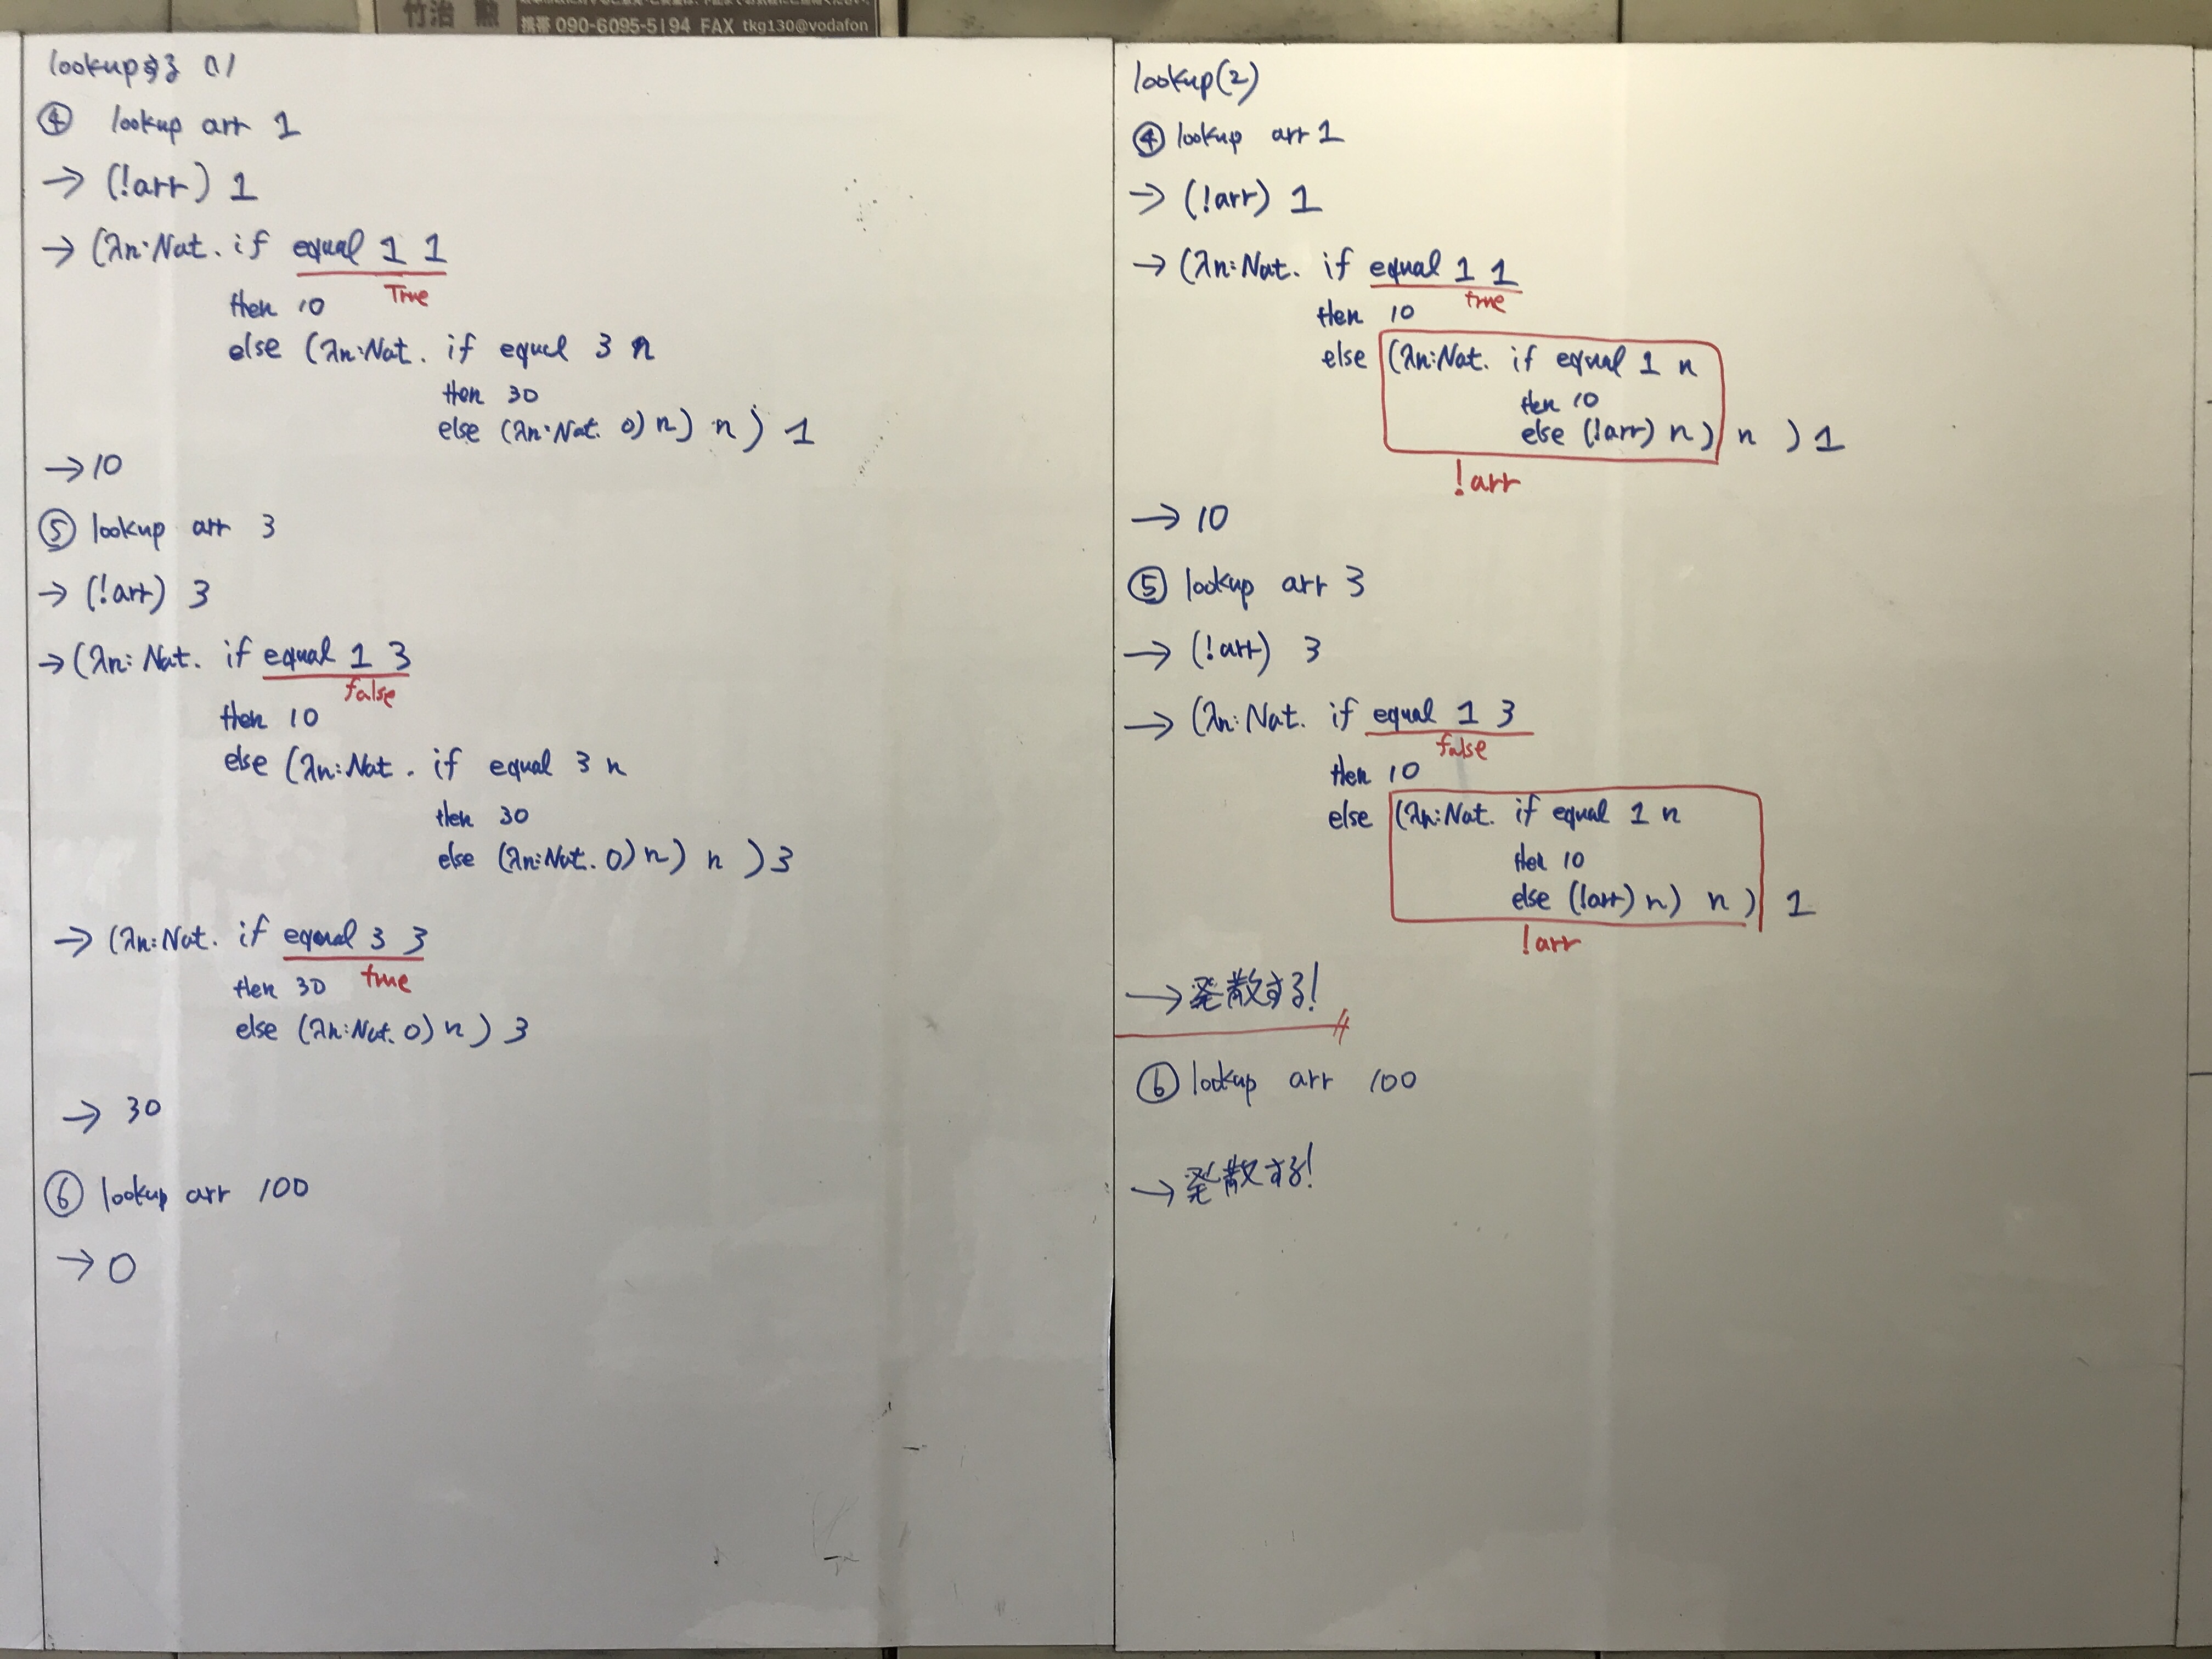 竹治 勲
携帯 090-6095-5194 FAX tkg130@vodafon
lookupする 01
④ lookup arr 1
→ (!arr) 1
→ (λn:Nat. if equal 1 1
True
then 10
else (λn:Nat. if equal 3 n
then 30
else (λn:Nat. 0) n) n ) 1
→ 10
⑤ lookup arr 3
→ (!arr) 3
→ (λn:Nat. if equal 1 3
false
then 10
else (λn:Nat. if equal 3 n
then 30
else (λn:Nat. 0) n) n ) 3
→ (λn:Nat. if equal 3 3
true
then 30
else (λn:Nat. 0) n ) 3
→ 30
⑥ lookup arr 100
→ 0
lookup(2)
④ lookup arr 1
→ (!arr) 1
→ (λn:Nat. if equal 1 1
true
then 10
else (λn:Nat. if equal 1 n
then 10
else (!arr) n ) n ) 1
!arr
→ 10
⑤ lookup arr 3
→ (!arr) 3
→ (λn:Nat. if equal 1 3
false
then 10
else (λn:Nat. if equal 1 n
then 10
else (!arr) n) n ) 1
!arr
→ 発散する!
⑥ lookup arr 100
→ 発散する!